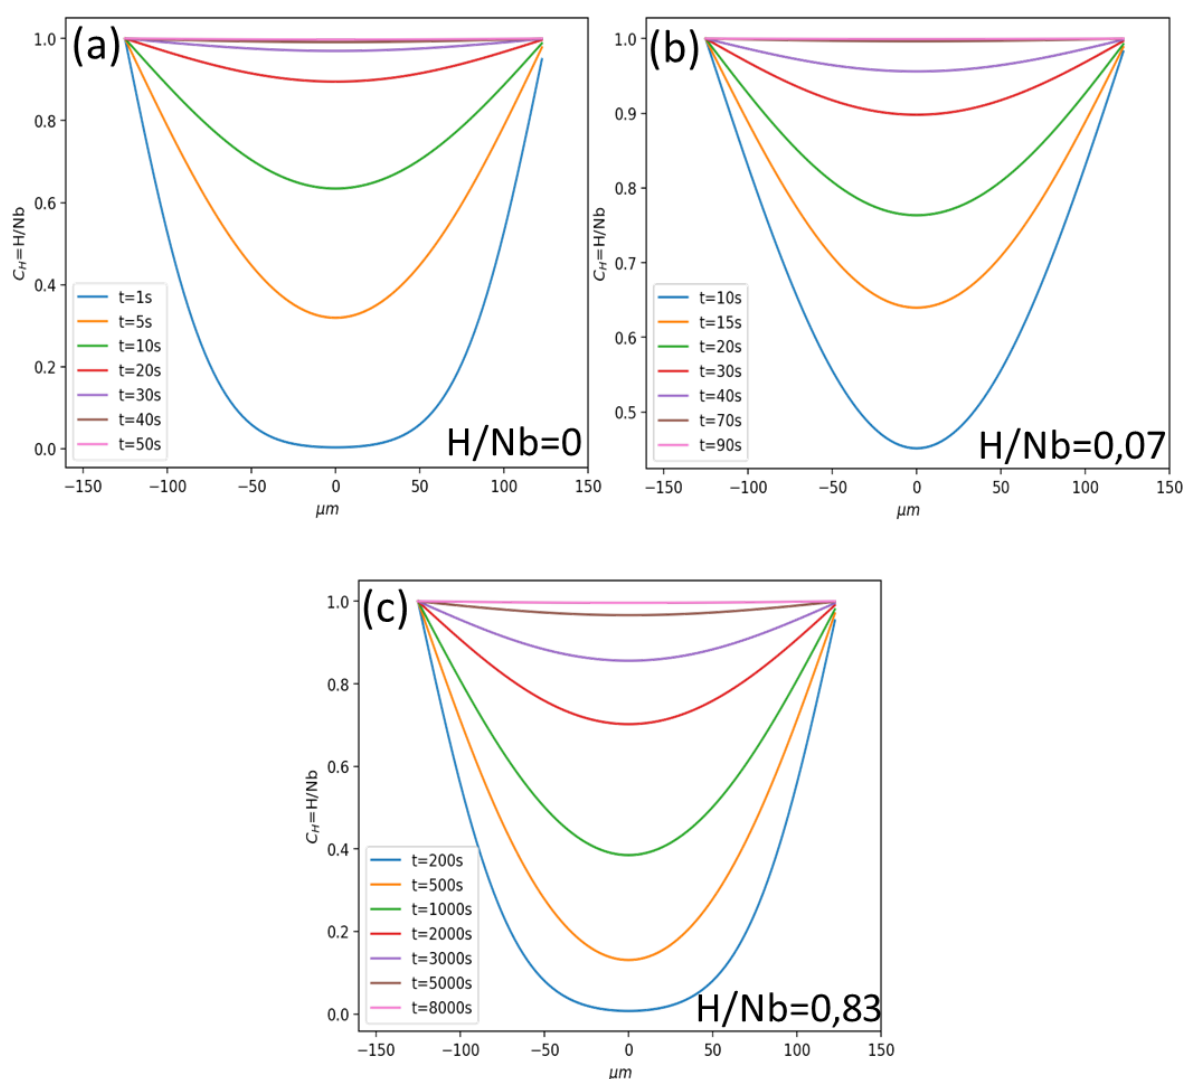 (a)
1.0
0.8
0.6
0.4
0.2
0.0
C_H=H/Nb
t=1s
t=5s
t=10s
t=20s
t=30s
t=40s
t=50s
H/Nb=0
−150 −100 −50 0 50 100 150
μm
(b)
1.0
0.9
0.8
0.7
0.6
0.5
C_H=H/Nb
t=10s
t=15s
t=20s
t=30s
t=40s
t=70s
t=90s
H/Nb=0,07
−150 −100 −50 0 50 100 150
μm
(c)
1.0
0.8
0.6
0.4
0.2
0.0
C_H=H/Nb
t=200s
t=500s
t=1000s
t=2000s
t=3000s
t=5000s
t=8000s
H/Nb=0,83
−150 −100 −50 0 50 100 150
μm